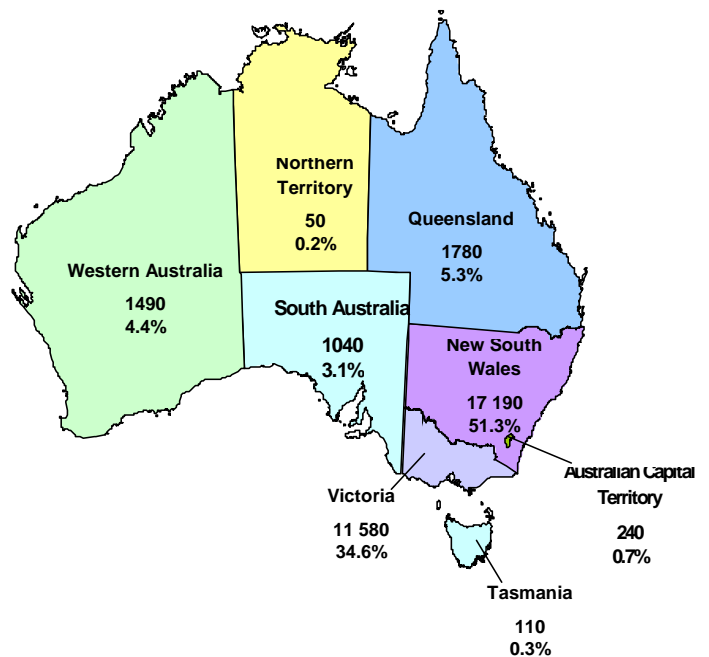 Northern
Territory
50
0.2%
Queensland
1780
5.3%
Western Australia
1490
4.4%
South Australia
1040
3.1%
New South
Wales
17 190
51.3%
Australian Capital
Territory
240
0.7%
Victoria
11 580
34.6%
Tasmania
110
0.3%